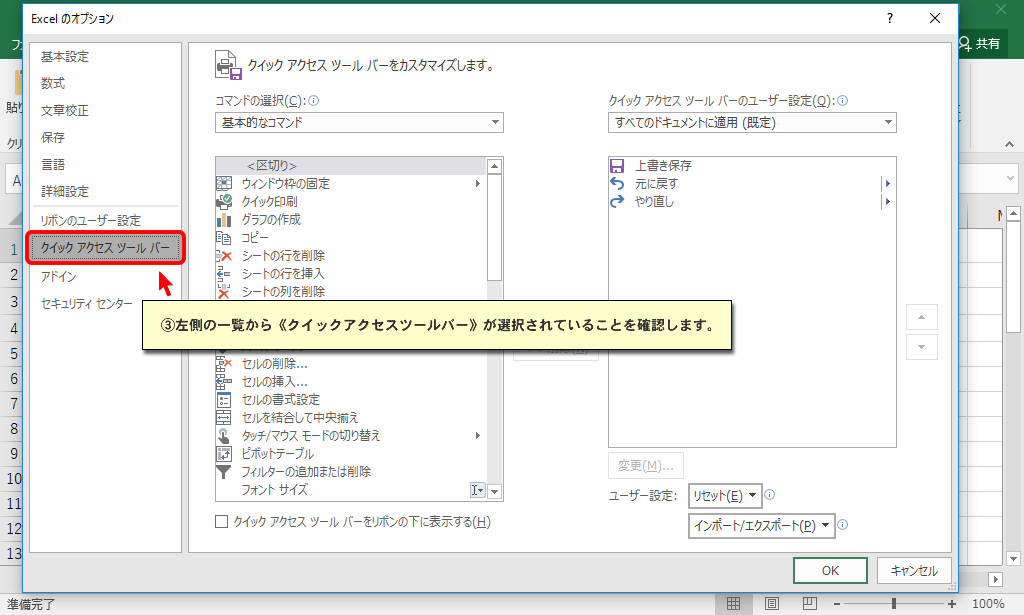 Excel のオプション
?
共有
基本設定
数式
文章校正
保存
言語
詳細設定
リボンのユーザー設定
クイック アクセス ツール バー
アドイン
セキュリティ センター
クイック アクセス ツール バーをカスタマイズします。
コマンドの選択(C):
基本的なコマンド
<区切り>
ウィンドウ枠の固定
クイック印刷
グラフの作成
コピー
シートの行を削除
シートの行を挿入
シートの列を削除
③左側の一覧から《クイックアクセスツールバー》が選択されていることを確認します。
セルの削除...
セルの挿入...
セルの書式設定
セルを結合して中央揃え
タッチ/マウス モードの切り替え
ピボットテーブル
フィルターの追加または削除
フォント サイズ
クイック アクセス ツール バーをリボンの下に表示する(H)
クイック アクセス ツール バーのユーザー設定(Q):
すべてのドキュメントに適用 (既定)
上書き保存
元に戻す
やり直し
変更(M)...
ユーザー設定:
リセット(E)
インポート/エクスポート(P)
OK
キャンセル
A
1
2
3
4
5
6
7
8
9
10
11
12
13
準備完了
100%